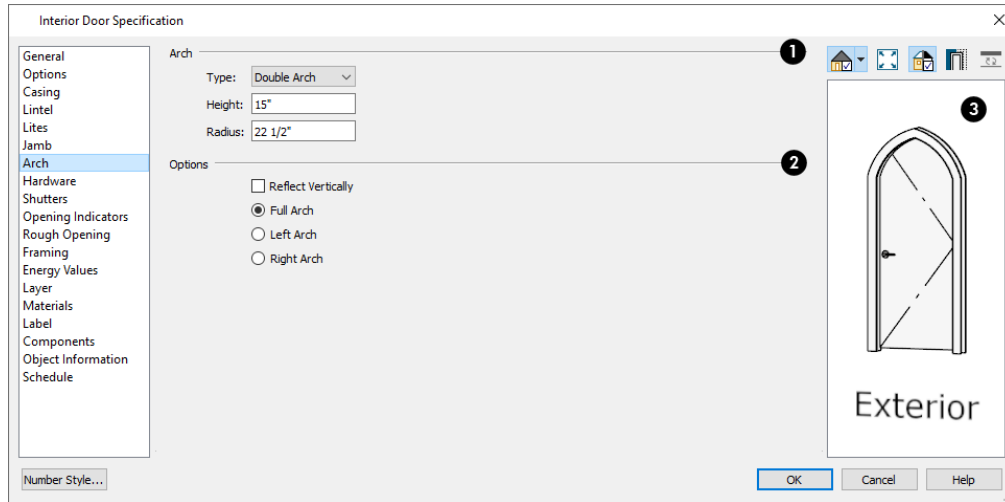 Interior Door Specification
General
Options
Casing
Lintel
Lites
Jamb
Arch
Hardware
Shutters
Opening Indicators
Rough Opening
Framing
Energy Values
Layer
Materials
Label
Components
Object Information
Schedule
Arch
1
Type: Double Arch
Height: 15"
Radius: 22 1/2"
Options
2
Reflect Vertically
Full Arch
Left Arch
Right Arch
3
Exterior
Number Style...
OK
Cancel
Help